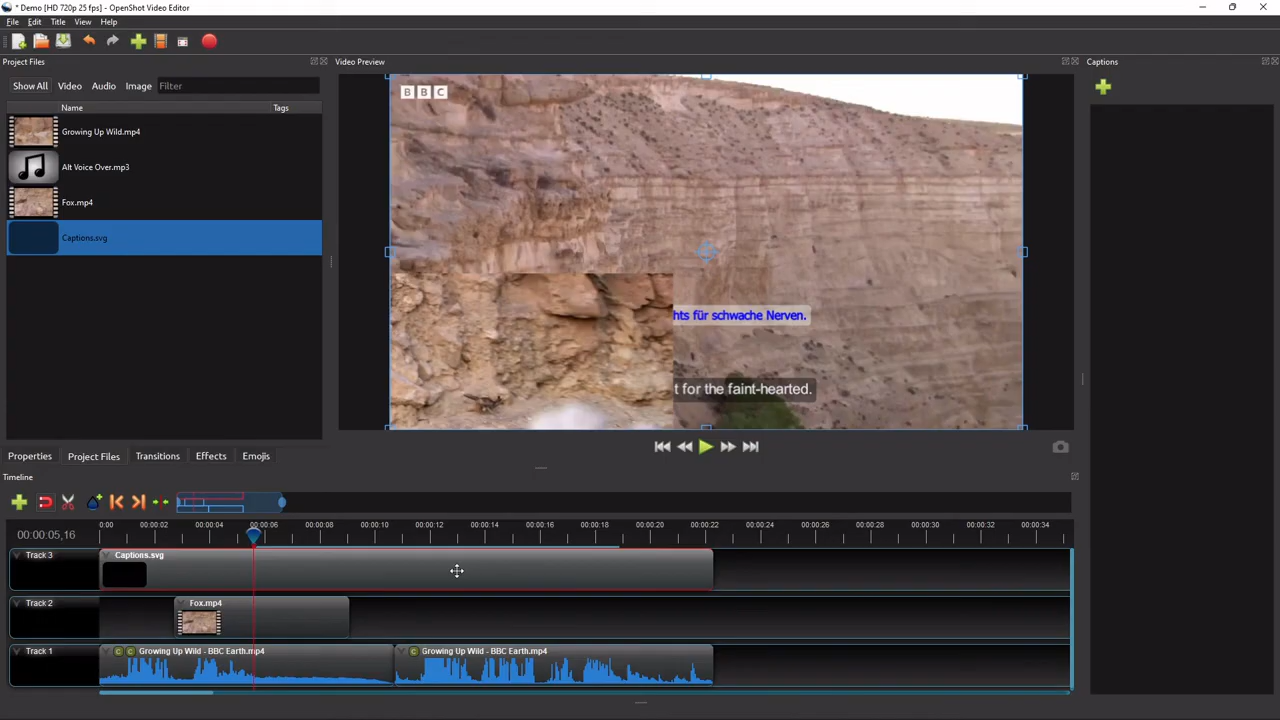 * Demo [HD 720p 25 fps] - OpenShot Video Editor
File Edit Title View Help
Project Files
Video Preview
Captions
Show All Video Audio Image Filter
Name Tags
Growing Up Wild.mp4
Alt Voice Over.mp3
Fox.mp4
Captions.svg
BBC
hts für schwache Nerven.
t for the faint-hearted.
Properties Project Files Transitions Effects Emojis
Timeline
00:00:05,16
0:00 00:00:02 00:00:04 00:00:06 00:00:08 00:00:10 00:00:12 00:00:14 00:00:16 00:00:18 00:00:20 00:00:22 00:00:24 00:00:26 00:00:28 00:00:30 00:00:32 00:00:34
Track 3 Captions.svg
Track 2 Fox.mp4
Track 1 C C Growing Up Wild - BBC Earth.mp4 C Growing Up Wild - BBC Earth.mp4